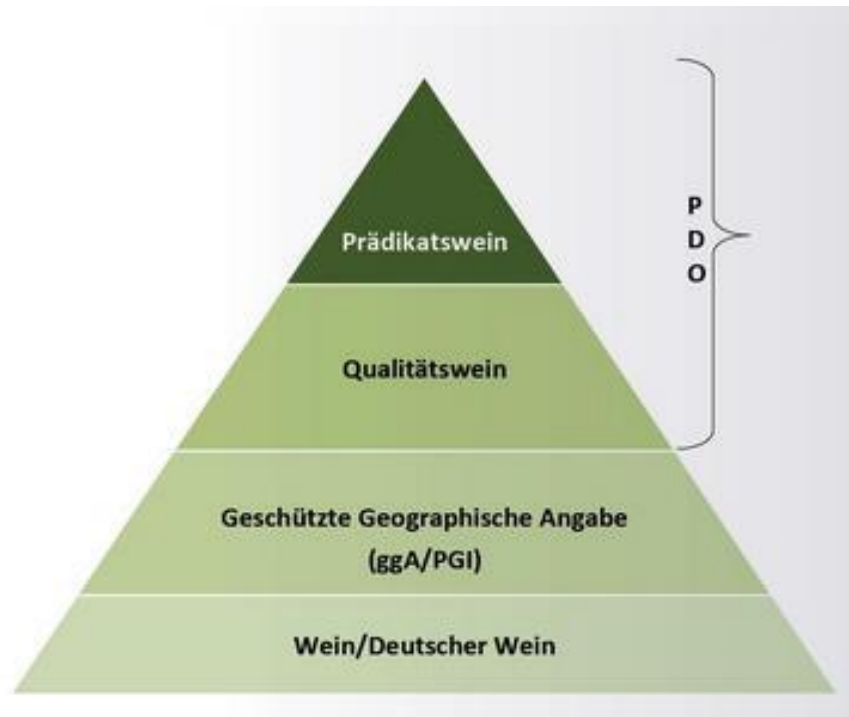 Prädikatswein
P
D
O
Qualitätswein
Geschützte Geographische Angabe
(ggA/PGI)
Wein/Deutscher Wein